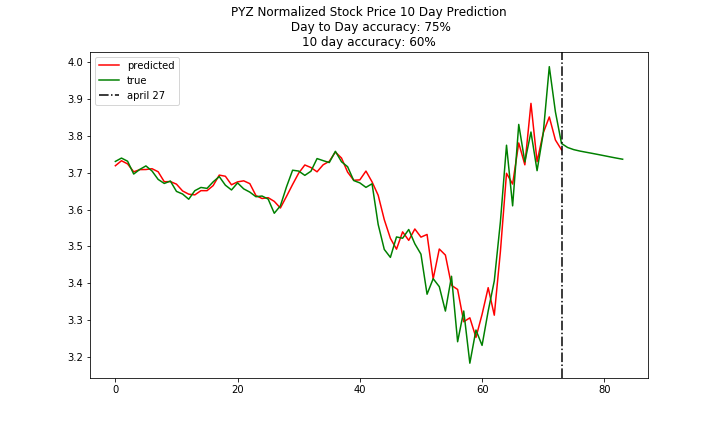 PYZ Normalized Stock Price 10 Day Prediction
Day to Day accuracy: 75%
10 day accuracy: 60%
predicted
true
april 27
4.0
3.9
3.8
3.7
3.6
3.5
3.4
3.3
3.2
0 20 40 60 80